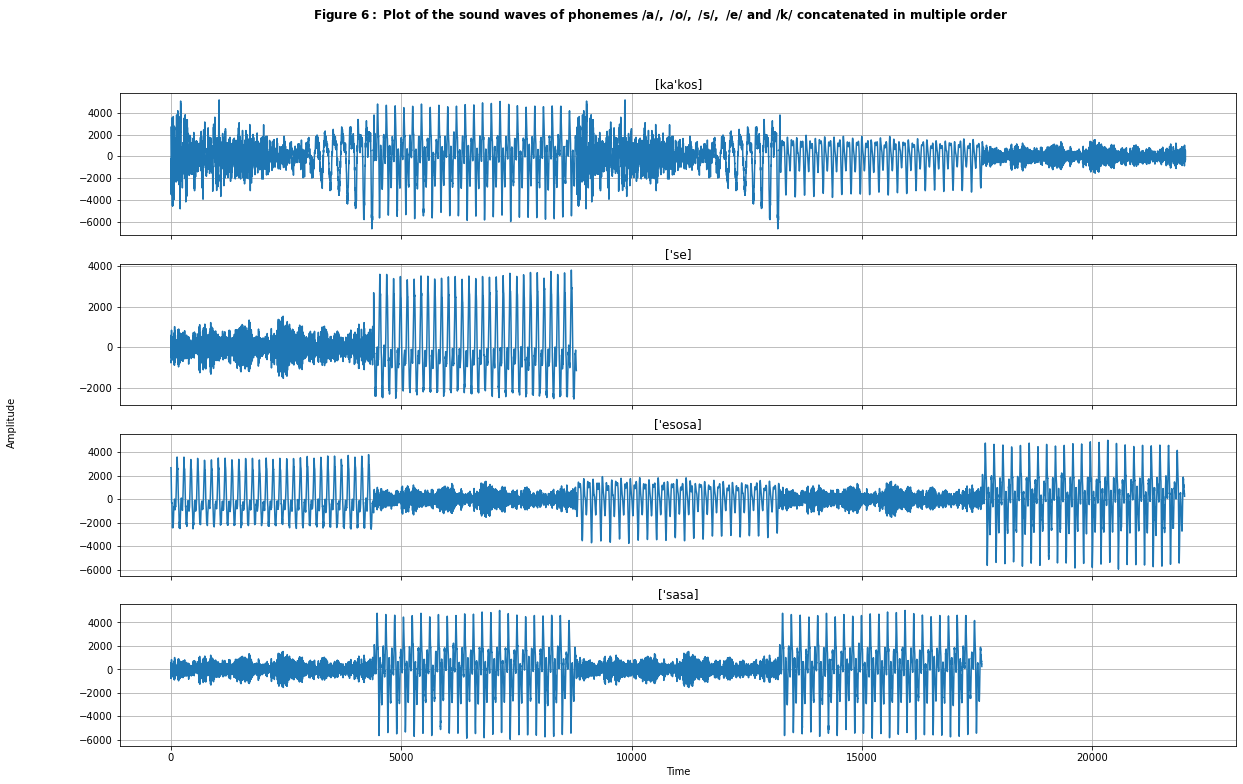 Figure 6: Plot of the sound waves of phonemes /a/, /o/, /s/, /e/ and /k/ concatenated in multiple order
[ka'kos]
4000
2000
0
−2000
−4000
−6000
['se]
4000
2000
0
−2000
['esosa]
4000
2000
0
−2000
−4000
−6000
['sasa]
4000
2000
0
−2000
−4000
−6000
0 5000 10000 15000 20000
Time
Amplitude